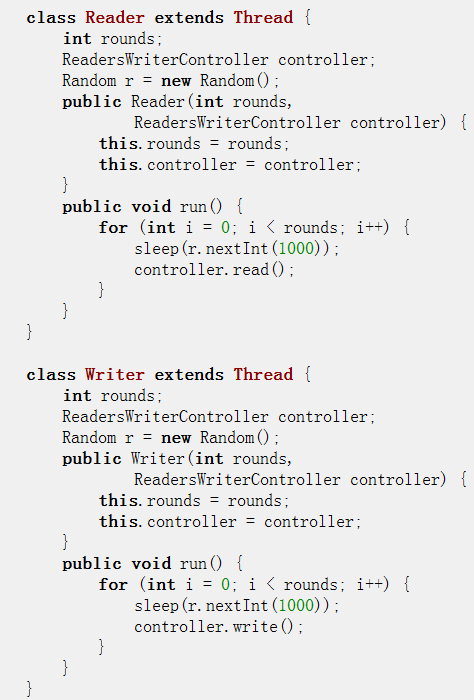 class Reader extends Thread {
    int rounds;
    ReadersWriterController controller;
    Random r = new Random();
    public Reader(int rounds,
            ReadersWriterController controller) {
        this.rounds = rounds;
        this.controller = controller;
    }
    public void run() {
        for (int i = 0; i < rounds; i++) {
            sleep(r.nextInt(1000));
            controller.read();
        }
    }
}

class Writer extends Thread {
    int rounds;
    ReadersWriterController controller;
    Random r = new Random();
    public Writer(int rounds,
            ReadersWriterController controller) {
        this.rounds = rounds;
        this.controller = controller;
    }
    public void run() {
        for (int i = 0; i < rounds; i++) {
            sleep(r.nextInt(1000));
            controller.write();
        }
    }
}